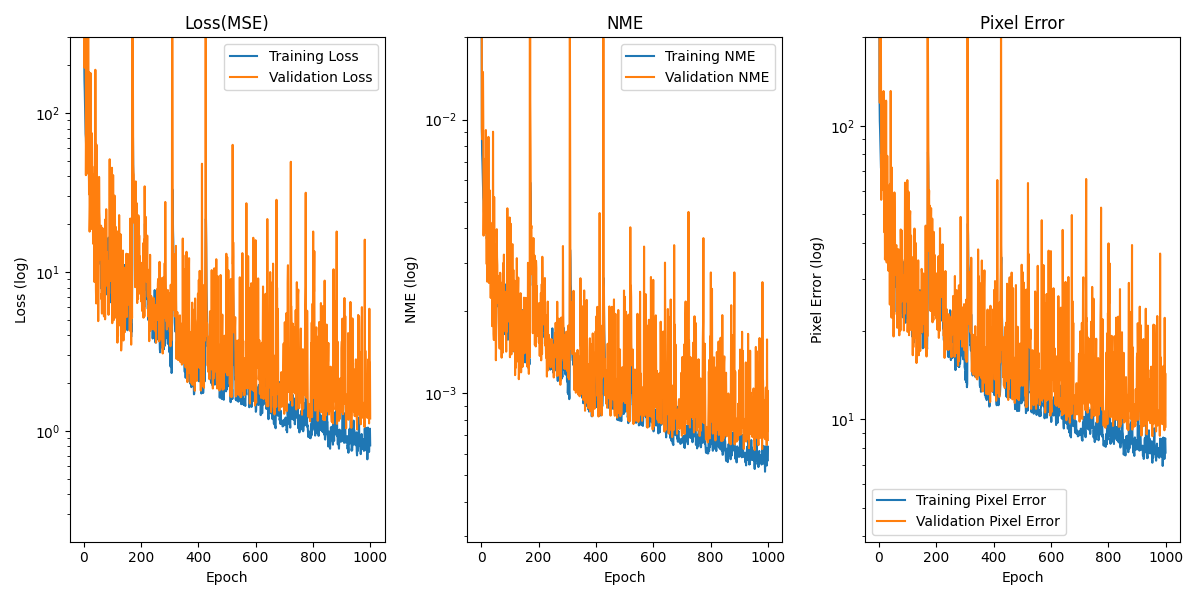 Loss(MSE)
Loss (log)
10²
10¹
10⁰
Training Loss
Validation Loss
0 200 400 600 800 1000
Epoch
NME
NME (log)
10⁻²
10⁻³
Training NME
Validation NME
0 200 400 600 800 1000
Epoch
Pixel Error
Pixel Error (log)
10²
10¹
Training Pixel Error
Validation Pixel Error
0 200 400 600 800 1000
Epoch